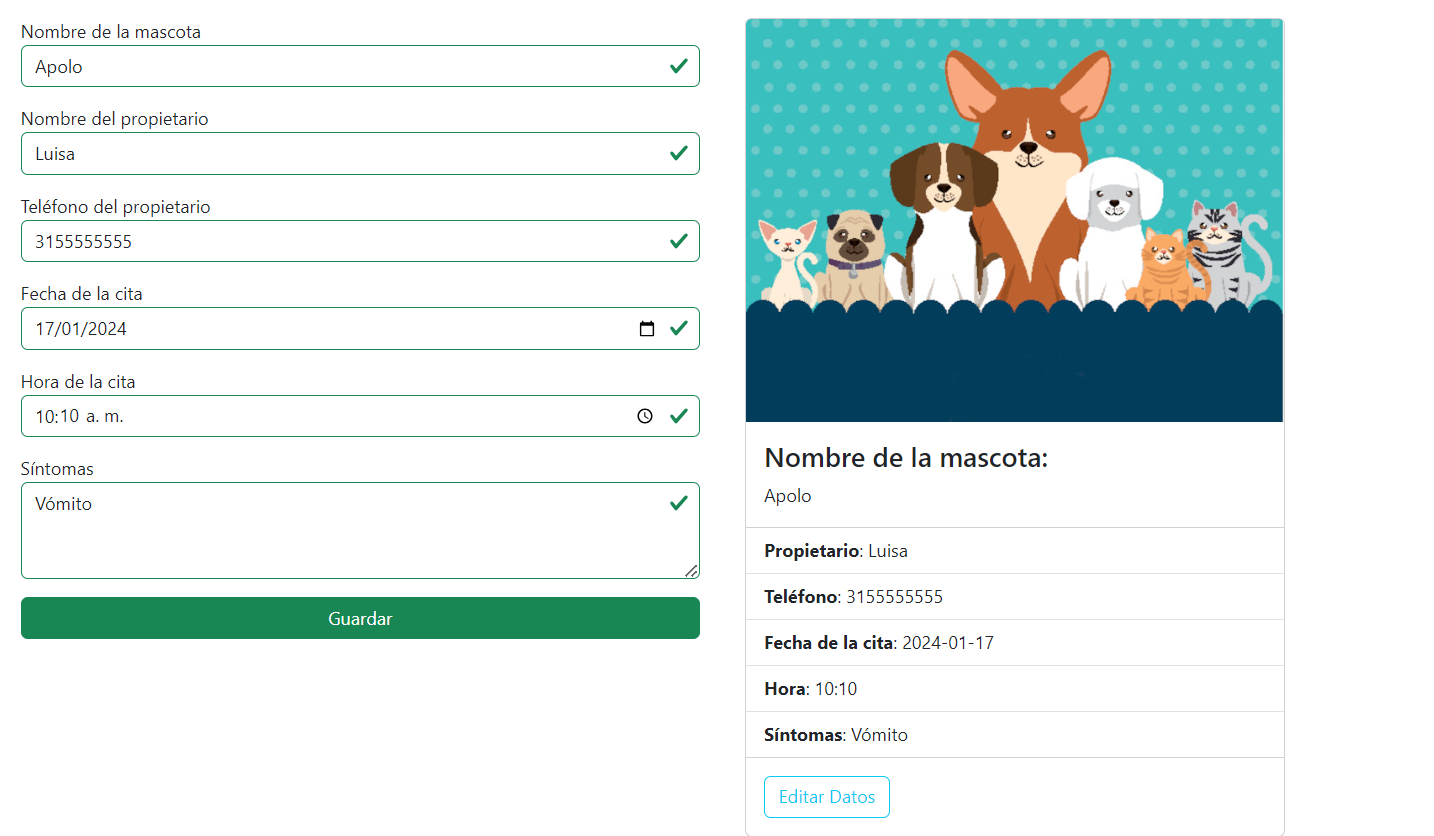 Nombre de la mascota
Apolo
Nombre del propietario
Luisa
Teléfono del propietario
3155555555
Fecha de la cita
17/01/2024
Hora de la cita
10:10 a. m.
Síntomas
Vómito
Guardar
Nombre de la mascota:
Apolo
Propietario: Luisa
Teléfono: 3155555555
Fecha de la cita: 2024-01-17
Hora: 10:10
Síntomas: Vómito
Editar Datos